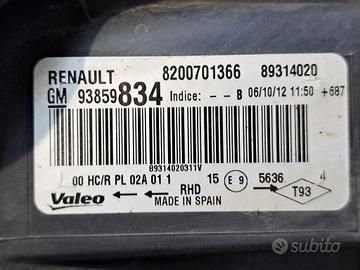 RENAULT 8200701366 89314020
GM 93859834 Indice: -- B 06/10/12 11:50 +687
89314020311V
00 HC/R PL 02A 01 1 15 E 9 5636 4
Valeo RHD T93
MADE IN SPAIN
subito